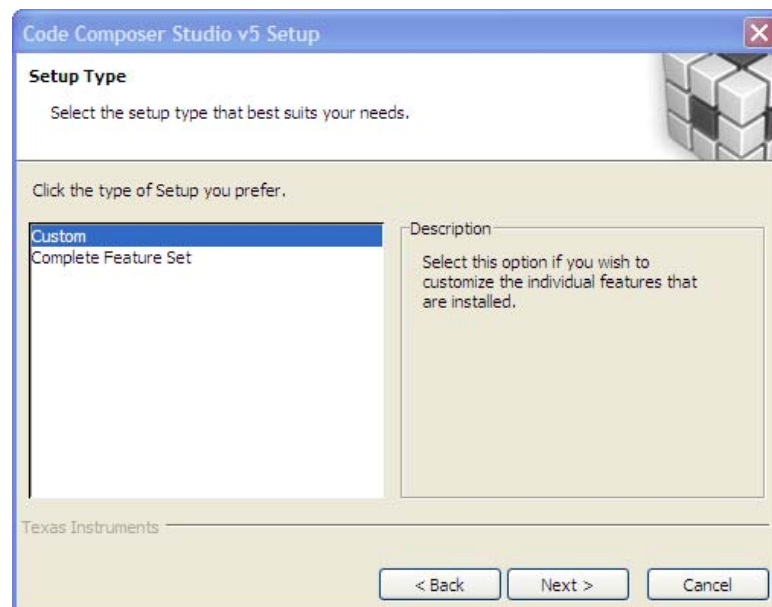 Code Composer Studio v5 Setup
Setup Type
Select the setup type that best suits your needs.
Click the type of Setup you prefer.
Custom
Complete Feature Set
Description
Select this option if you wish to
customize the individual features that
are installed.
Texas Instruments
< Back
Next >
Cancel